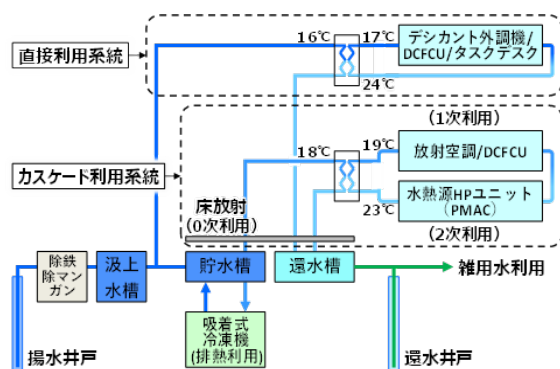 16℃
17℃
デシカント外調機/
DCFCU/タスクデスク
直接利用系統
24℃
(1次利用)
18℃
19℃
放射空調/DCFCU
カスケード利用系統
水熱源HPユニット
(PMAC)
23℃
床放射
(0次利用)
(2次利用)
除鉄
除マン
ガン
汲上
水槽
貯水槽
還水槽
雑用水利用
吸着式
冷凍機
(排熱利用)
揚水井戸
還水井戸